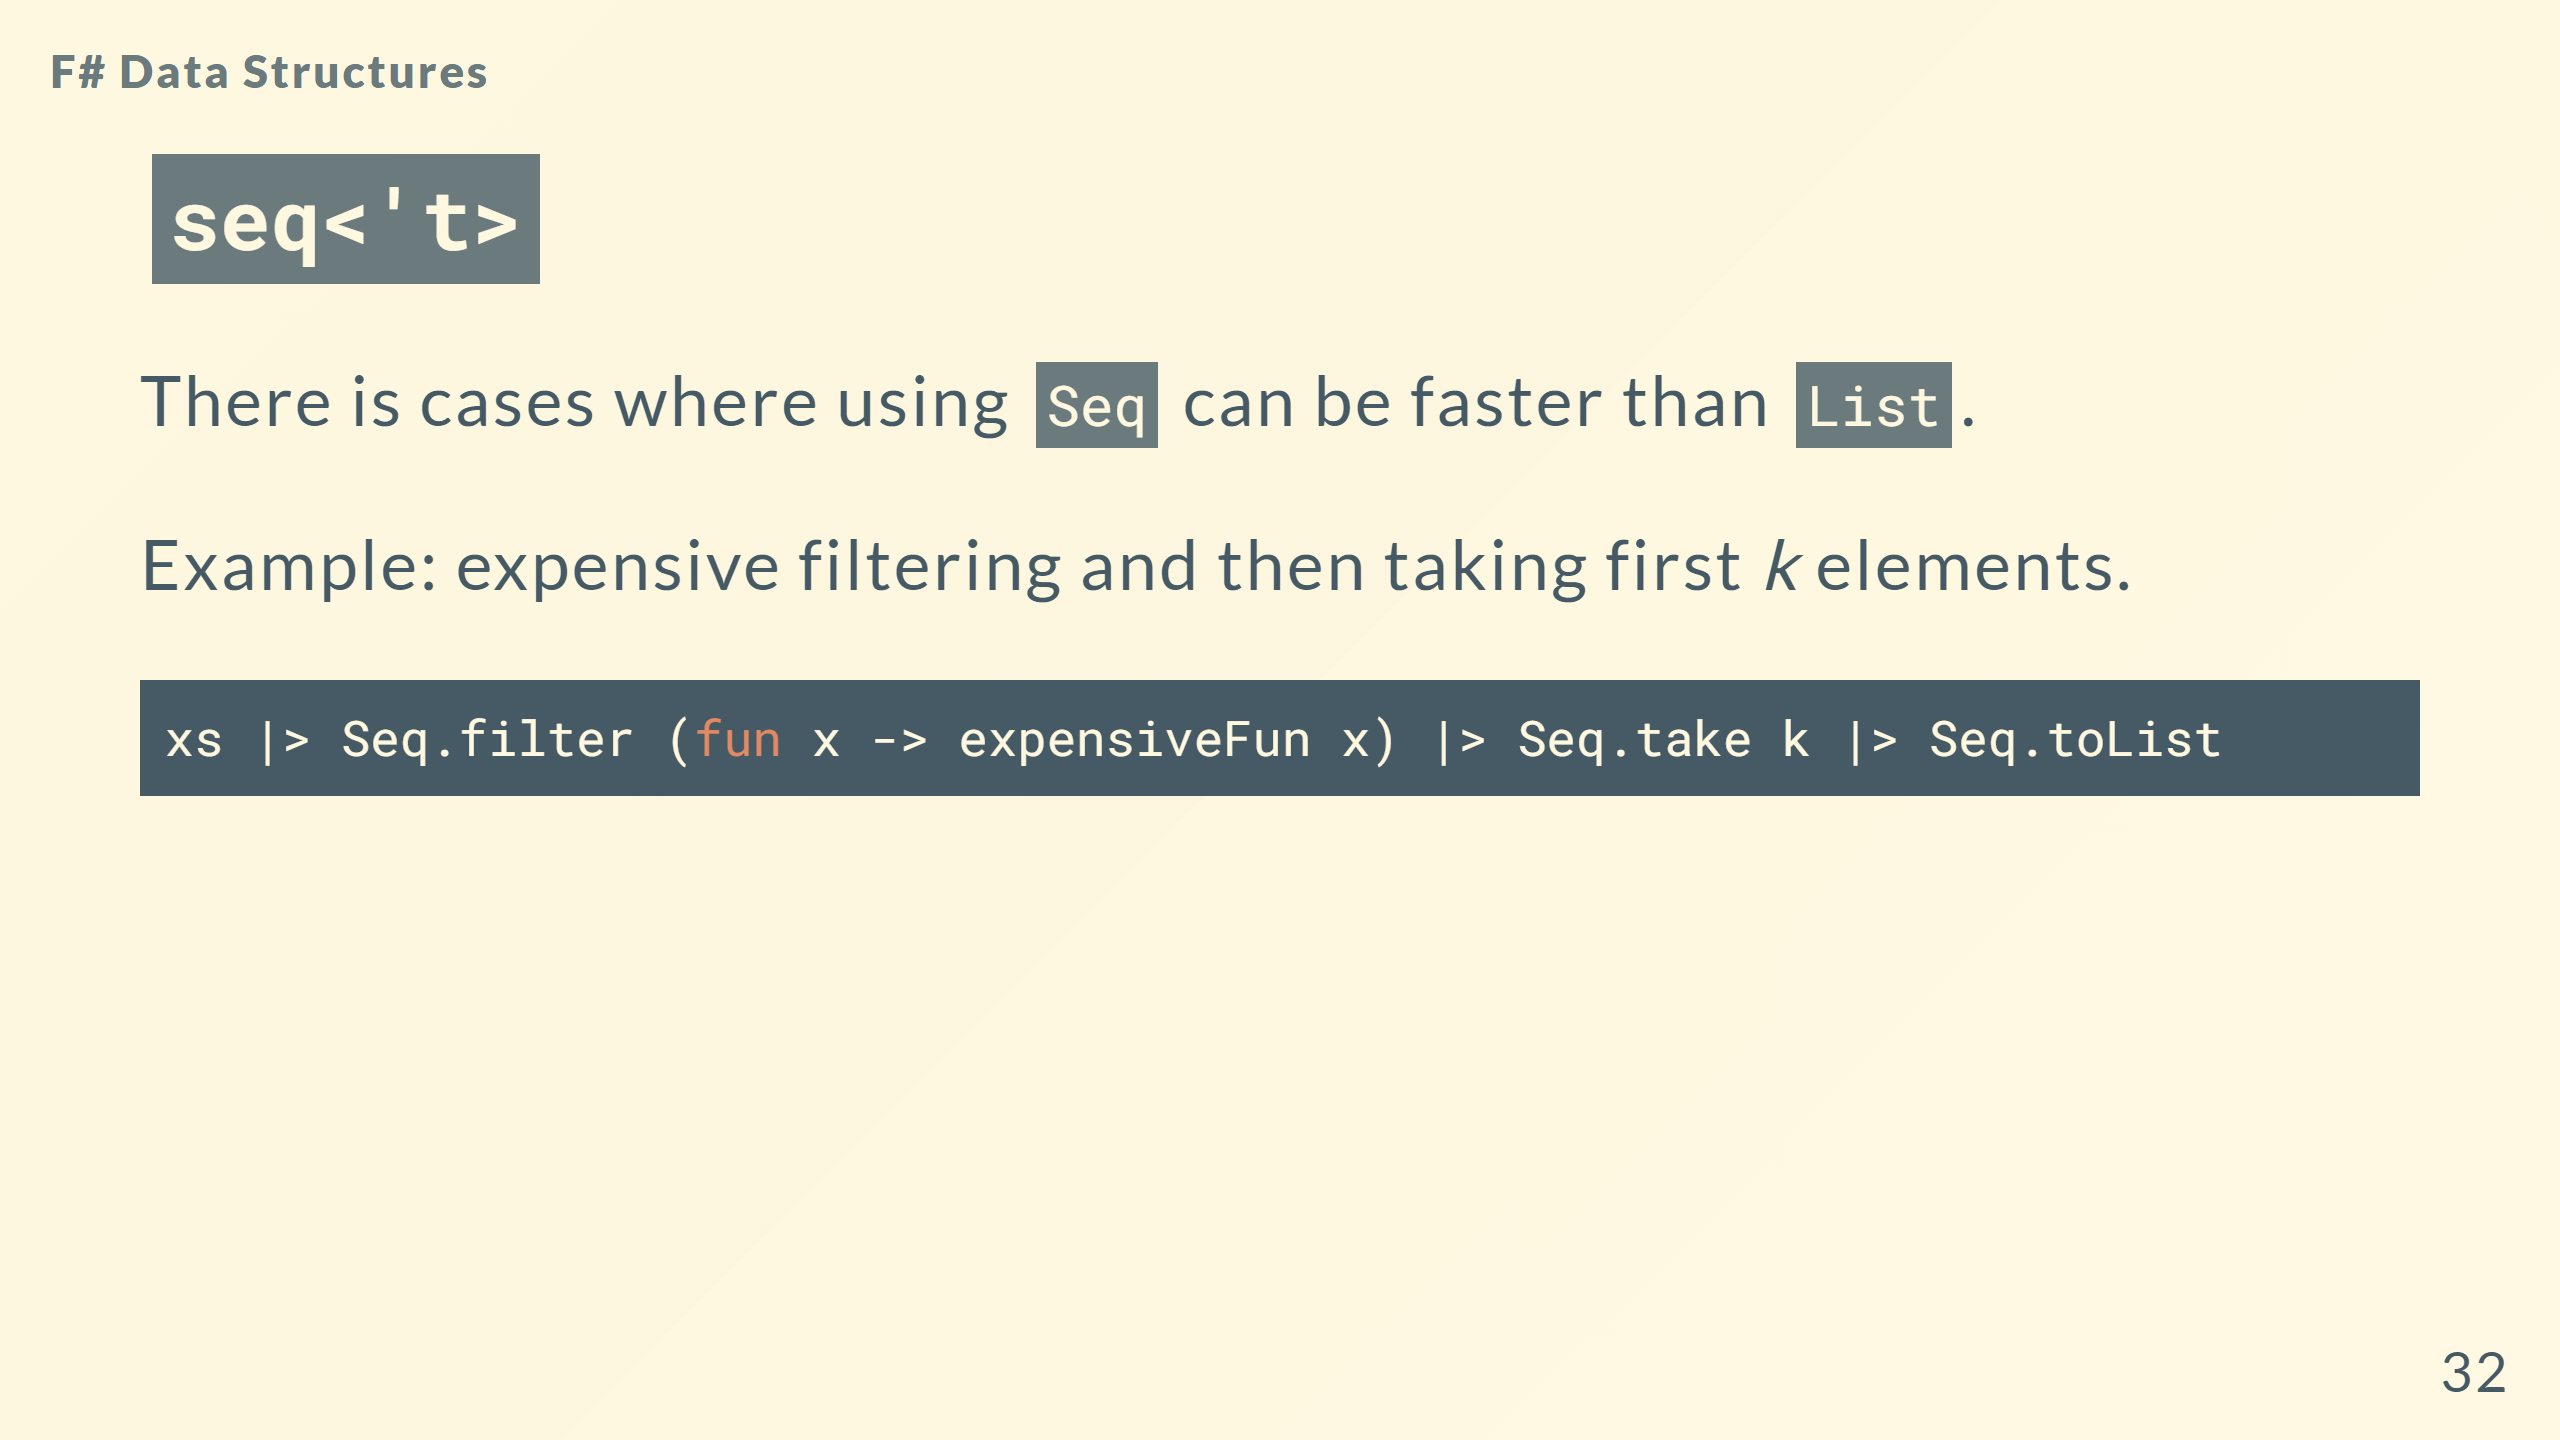 F# Data Structures
seq<'t>
There is cases where using Seq can be faster than List.
Example: expensive filtering and then taking first k elements.
xs |> Seq.filter (fun x -> expensiveFun x) |> Seq.take k |> Seq.toList
32